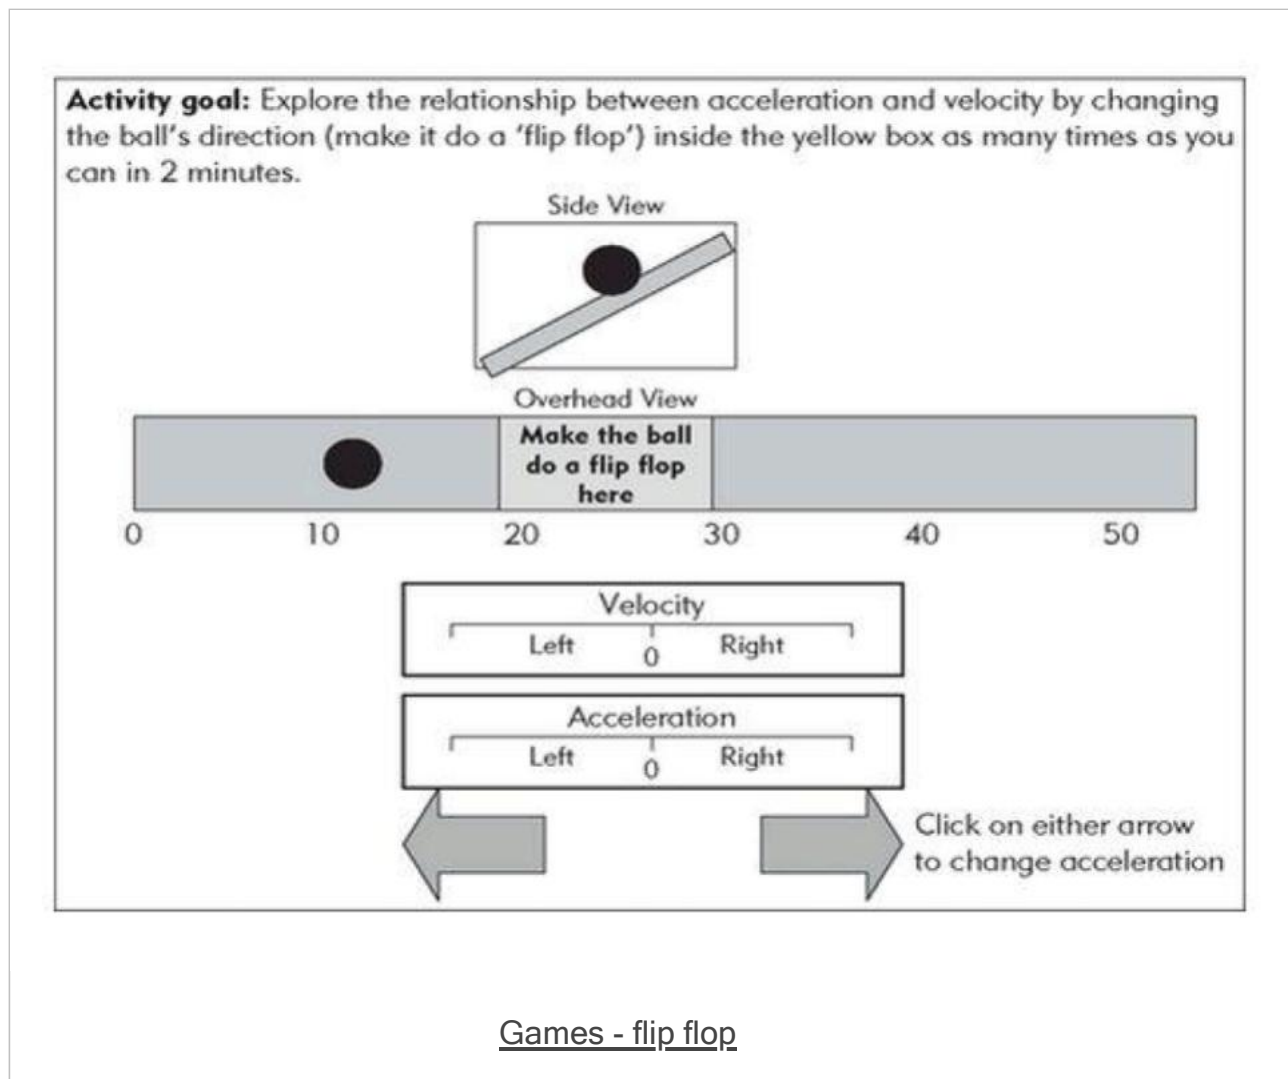 Activity goal: Explore the relationship between acceleration and velocity by changing
the ball's direction (make it do a 'flip flop') inside the yellow box as many times as you
can in 2 minutes.
Side View
Overhead View
Make the ball
do a flip flop
here
0 10 20 30 40 50
Velocity
Left 0 Right
Acceleration
Left 0 Right
Click on either arrow
to change acceleration
Games - flip flop